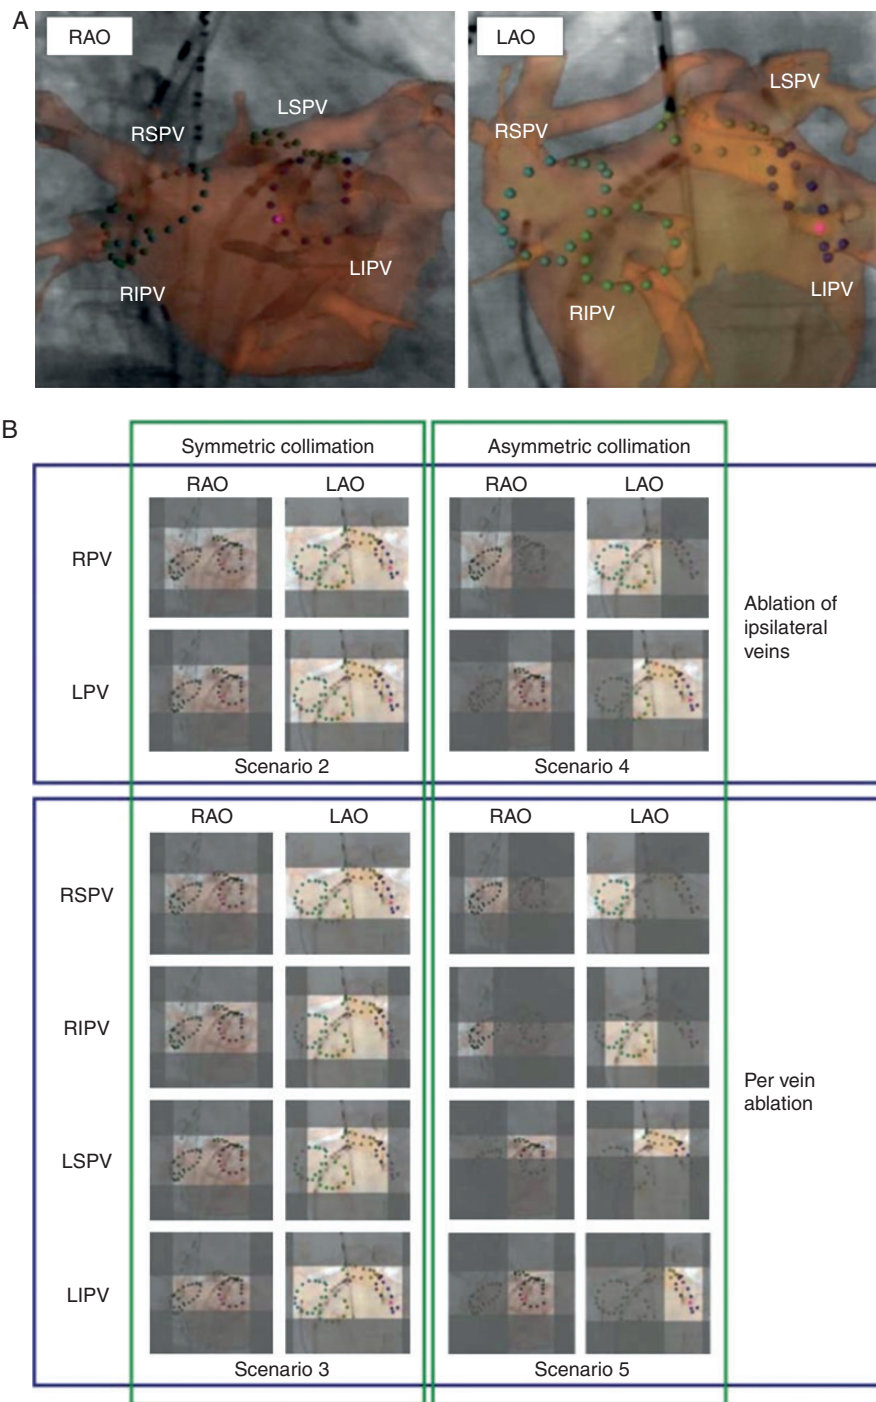 A
RAO
LAO
LSPV
RSPV
RIPV
LIPV
LSPV
RSPV
RIPV
LIPV
B
Symmetric collimation
Asymmetric collimation
RAO
LAO
RAO
LAO
RPV
LPV
Ablation of
ipsilateral
veins
Scenario 2
Scenario 4
RAO
LAO
RAO
LAO
RSPV
RIPV
LSPV
LIPV
Per vein
ablation
Scenario 3
Scenario 5